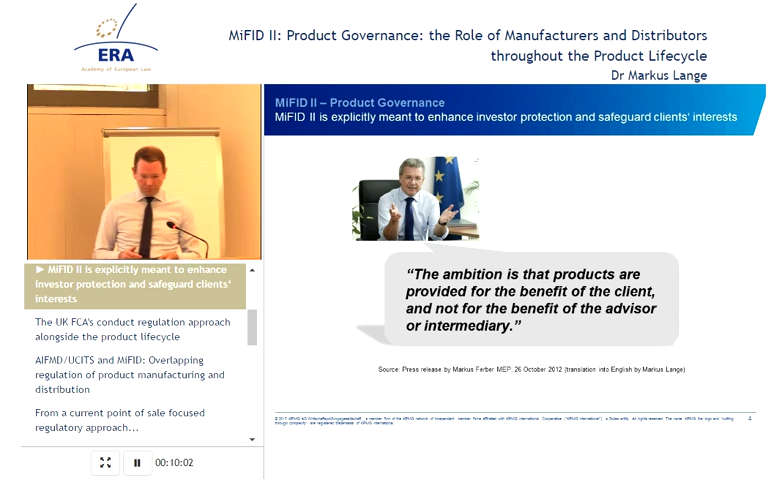 MiFID II: Product Governance: the Role of Manufacturers and Distributors
throughout the Product Lifecycle
Dr Markus Lange
ERA
Academy of European Law
MiFID II – Product Governance
MiFID II is explicitly meant to enhance investor protection and safeguard clients' interests
“The ambition is that products are
provided for the benefit of the client,
and not for the benefit of the advisor
or intermediary.”
Source: Press release by Markus Ferber MEP, 26 October 2012 (translation into English by Markus Lange)
4
► MiFID II is explicitly meant to enhance
investor protection and safeguard clients'
interests
The UK FCA's conduct regulation approach
alongside the product lifecycle
AIFMD/UCITS and MiFID: Overlapping
regulation of product manufacturing and
distribution
From a current point of sale focused
regulatory approach...
00:10:02